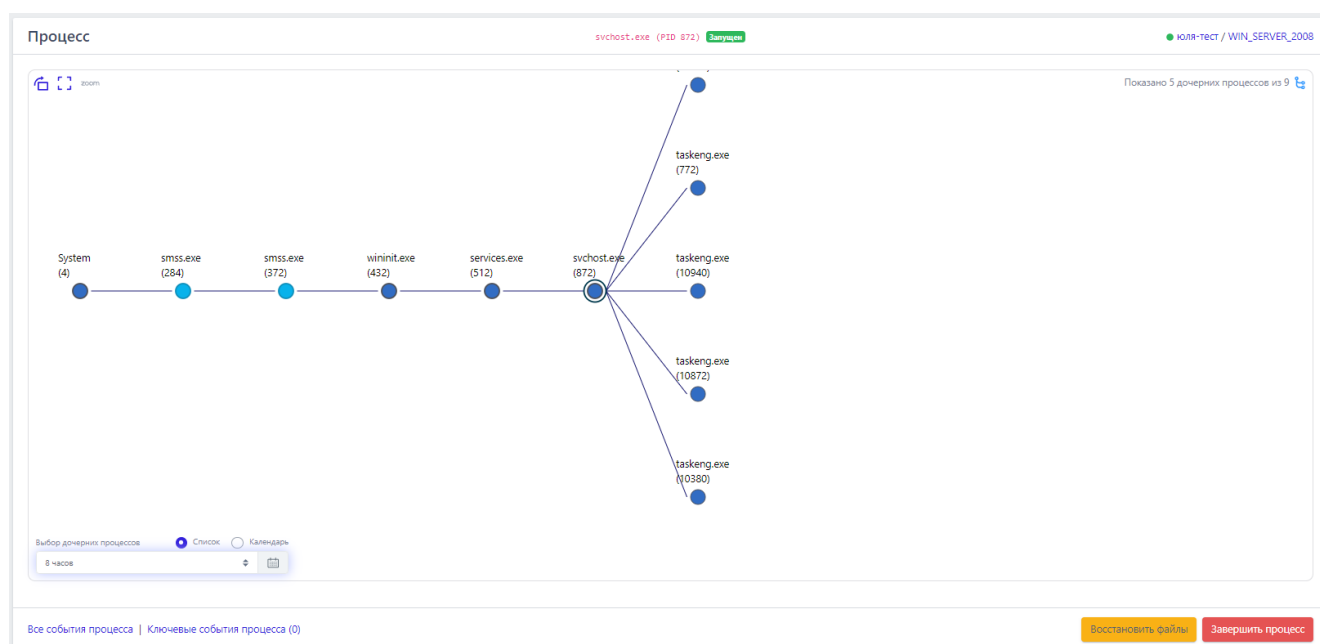 Процесс
svchost.exe (PID 872) Запущен
юля-тест / WIN_SERVER_2008
zoom
Показано 5 дочерних процессов из 9
taskeng.exe
(772)
System
(4)
smss.exe
(284)
smss.exe
(372)
wininit.exe
(432)
services.exe
(512)
svchost.exe
(872)
taskeng.exe
(10940)
taskeng.exe
(10872)
taskeng.exe
(10380)
Выбор дочерних процессов
Список
Календарь
8 часов
Все события процесса | Ключевые события процесса (0)
Восстановить файлы
Завершить процесс